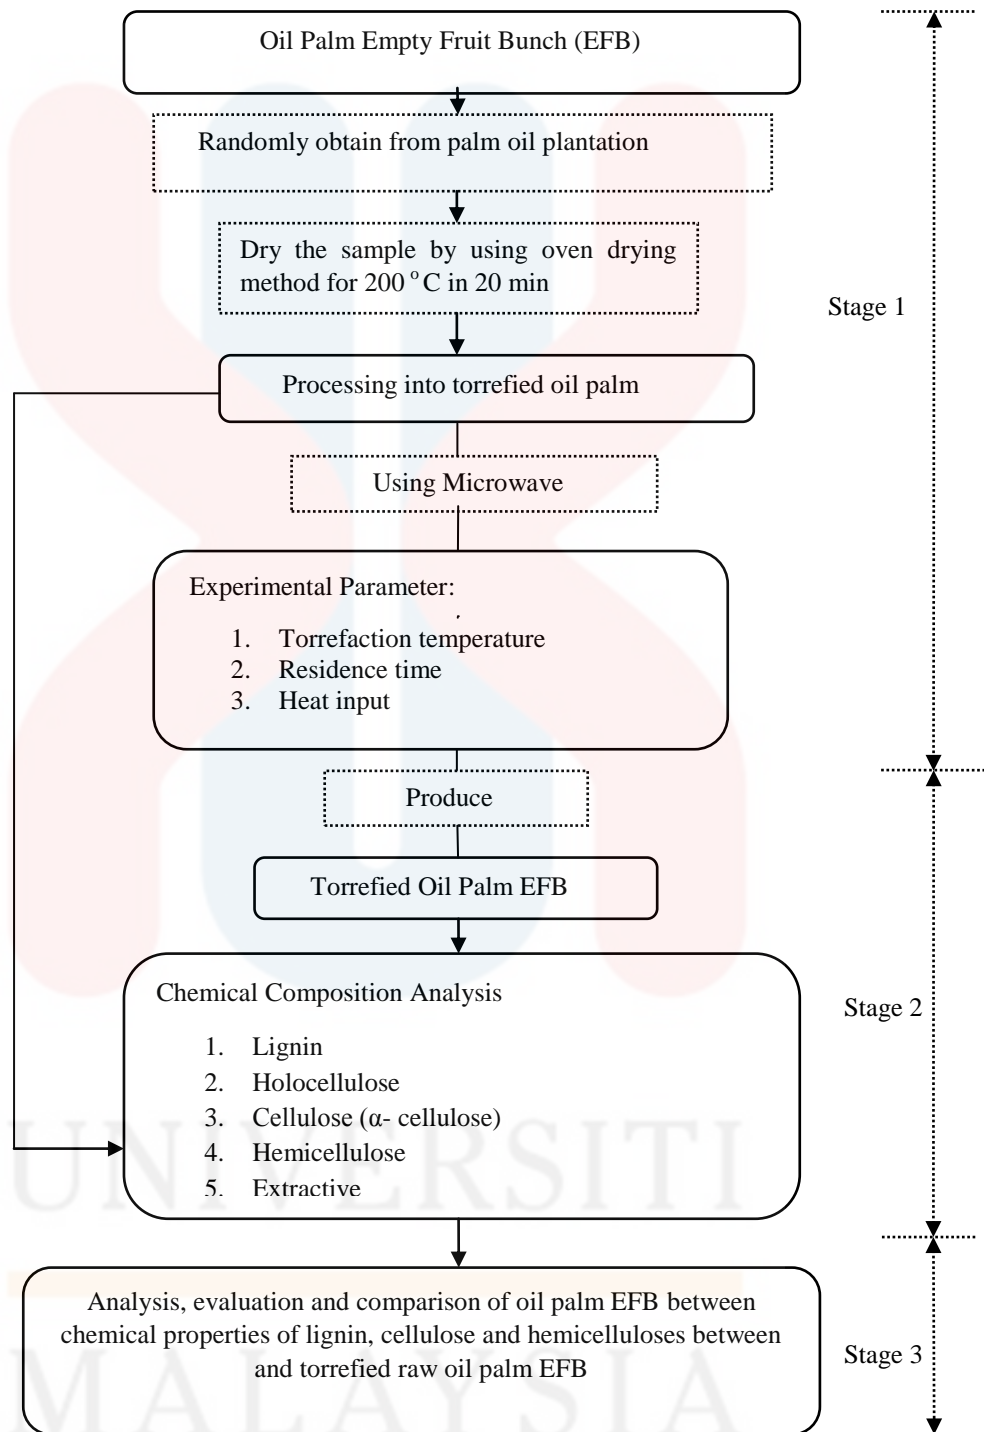 Oil Palm Empty Fruit Bunch (EFB)
Randomly obtain from palm oil plantation
Dry the sample by using oven drying
method for 200 ° C in 20 min
Stage 1
Processing into torrefied oil palm
Using Microwave
Experimental Parameter:
1. Torrefaction temperature
2. Residence time
3. Heat input
Produce
Torrefied Oil Palm EFB
Chemical Composition Analysis
1. Lignin
2. Holocellulose
3. Cellulose (α- cellulose)
4. Hemicellulose
5. Extractive
Stage 2
UNIVERSITI
Analysis, evaluation and comparison of oil palm EFB between
chemical properties of lignin, cellulose and hemicelluloses between
and torrefied raw oil palm EFB
Stage 3
MALAYSIA